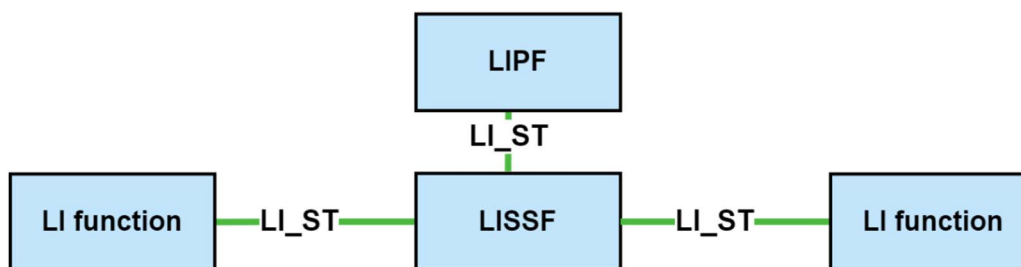 LIPF
LI_ST
LI function LI_ST LISSF LI_ST LI function